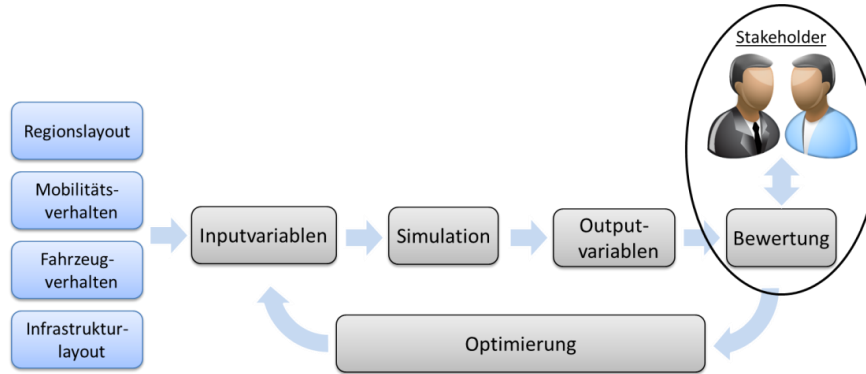 Stakeholder
Regionslayout
Mobilitäts-
verhalten
Fahrzeug-
verhalten
Infrastruktur-
layout
Inputvariablen
Simulation
Output-
variablen
Bewertung
Optimierung